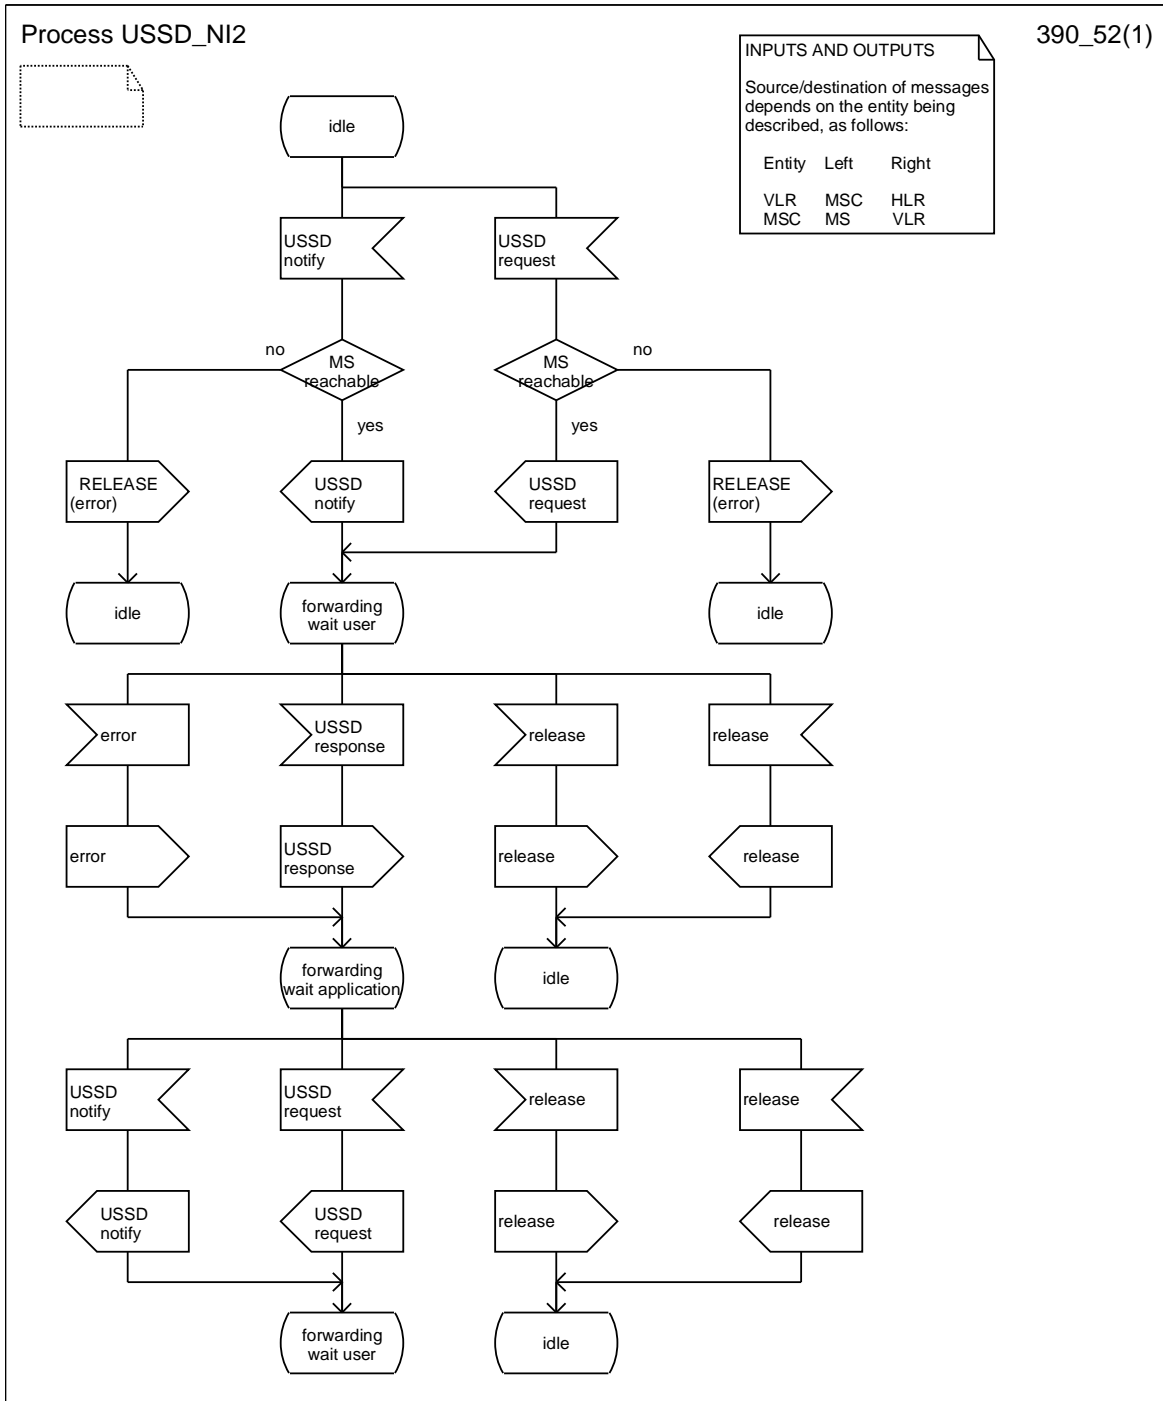 Process USSD_NI2
390_52(1)
INPUTS AND OUTPUTS
Source/destination of messages
depends on the entity being
described, as follows:
Entity Left Right
VLR MSC HLR
MSC MS VLR
idle
USSD
notify
USSD
request
no
MS
reachable
yes
MS
reachable
no
yes
RELEASE
(error)
USSD
notify
USSD
request
RELEASE
(error)
idle
forwarding
wait user
idle
error
USSD
response
release
release
error
USSD
response
release
release
forwarding
wait application
idle
USSD
notify
USSD
request
release
release
USSD
notify
USSD
request
release
release
forwarding
wait user
idle